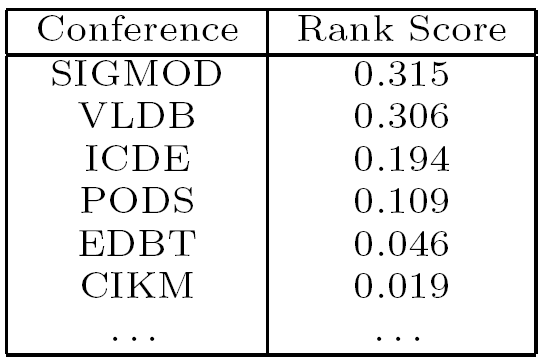 Conference Rank Score
SIGMOD 0.315
VLDB 0.306
ICDE 0.194
PODS 0.109
EDBT 0.046
CIKM 0.019
... ...